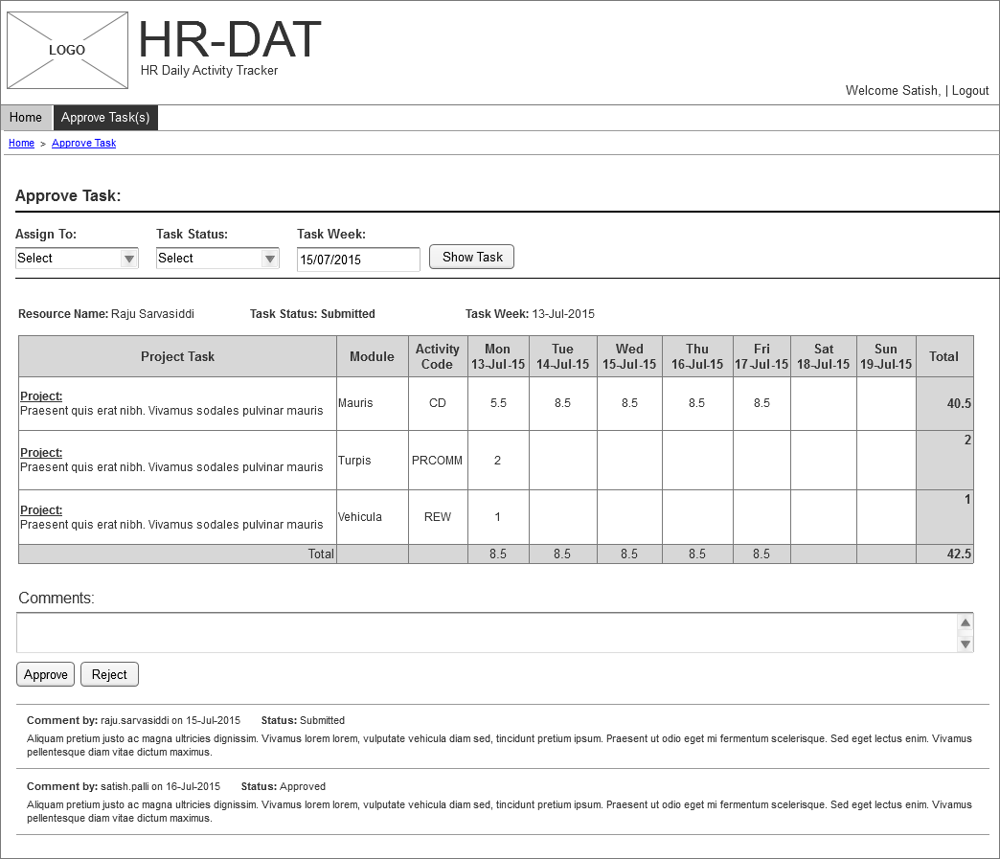 LOGO
HR-DAT
HR Daily Activity Tracker
Welcome Satish, | Logout
Home
Approve Task(s)
Home > Approve Task
Approve Task:
Assign To: Task Status: Task Week:
Select Select 15/07/2015 Show Task
Resource Name: Raju Sarvasiddi Task Status: Submitted Task Week: 13-Jul-2015
Project Task Module Activity Code Mon 13-Jul-15 Tue 14-Jul-15 Wed 15-Jul-15 Thu 16-Jul-15 Fri 17-Jul-15 Sat 18-Jul-15 Sun 19-Jul-15 Total
Project:
Praesent quis erat nibh. Vivamus sodales pulvinar mauris Mauris CD 5.5 8.5 8.5 8.5 8.5 40.5
Project:
Praesent quis erat nibh. Vivamus sodales pulvinar mauris Turpis PRCOMM 2 2
Project:
Praesent quis erat nibh. Vivamus sodales pulvinar mauris Vehicula REW 1 1
Total 8.5 8.5 8.5 8.5 8.5 42.5
Comments:
Approve Reject
Comment by: raju.sarvasiddi on 15-Jul-2015 Status: Submitted
Aliquam pretium justo ac magna ultricies dignissim. Vivamus lorem lorem, vulputate vehicula diam sed, tincidunt pretium ipsum. Praesent ut odio eget mi fermentum scelerisque. Sed eget lectus enim. Vivamus
pellentesque diam vitae dictum maximus.
Comment by: satish.palli on 16-Jul-2015 Status: Approved
Aliquam pretium justo ac magna ultricies dignissim. Vivamus lorem lorem, vulputate vehicula diam sed, tincidunt pretium ipsum. Praesent ut odio eget mi fermentum scelerisque. Sed eget lectus enim. Vivamus
pellentesque diam vitae dictum maximus.